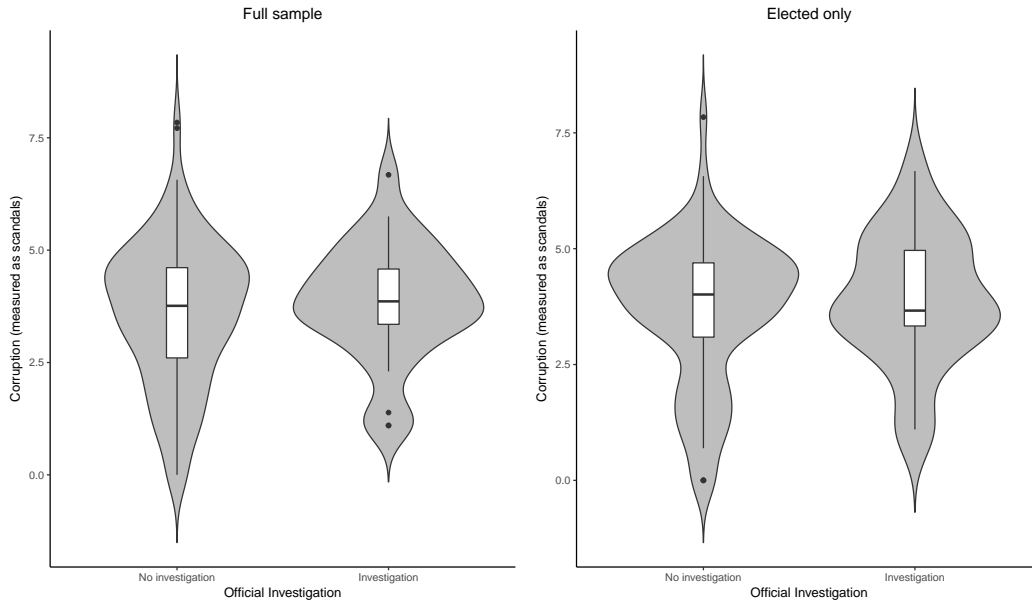 Full sample
Corruption (measured as scandals)
7.5
5.0
2.5
0.0
No investigation Investigation
Official Investigation
Elected only
Corruption (measured as scandals)
7.5
5.0
2.5
0.0
No investigation Investigation
Official Investigation